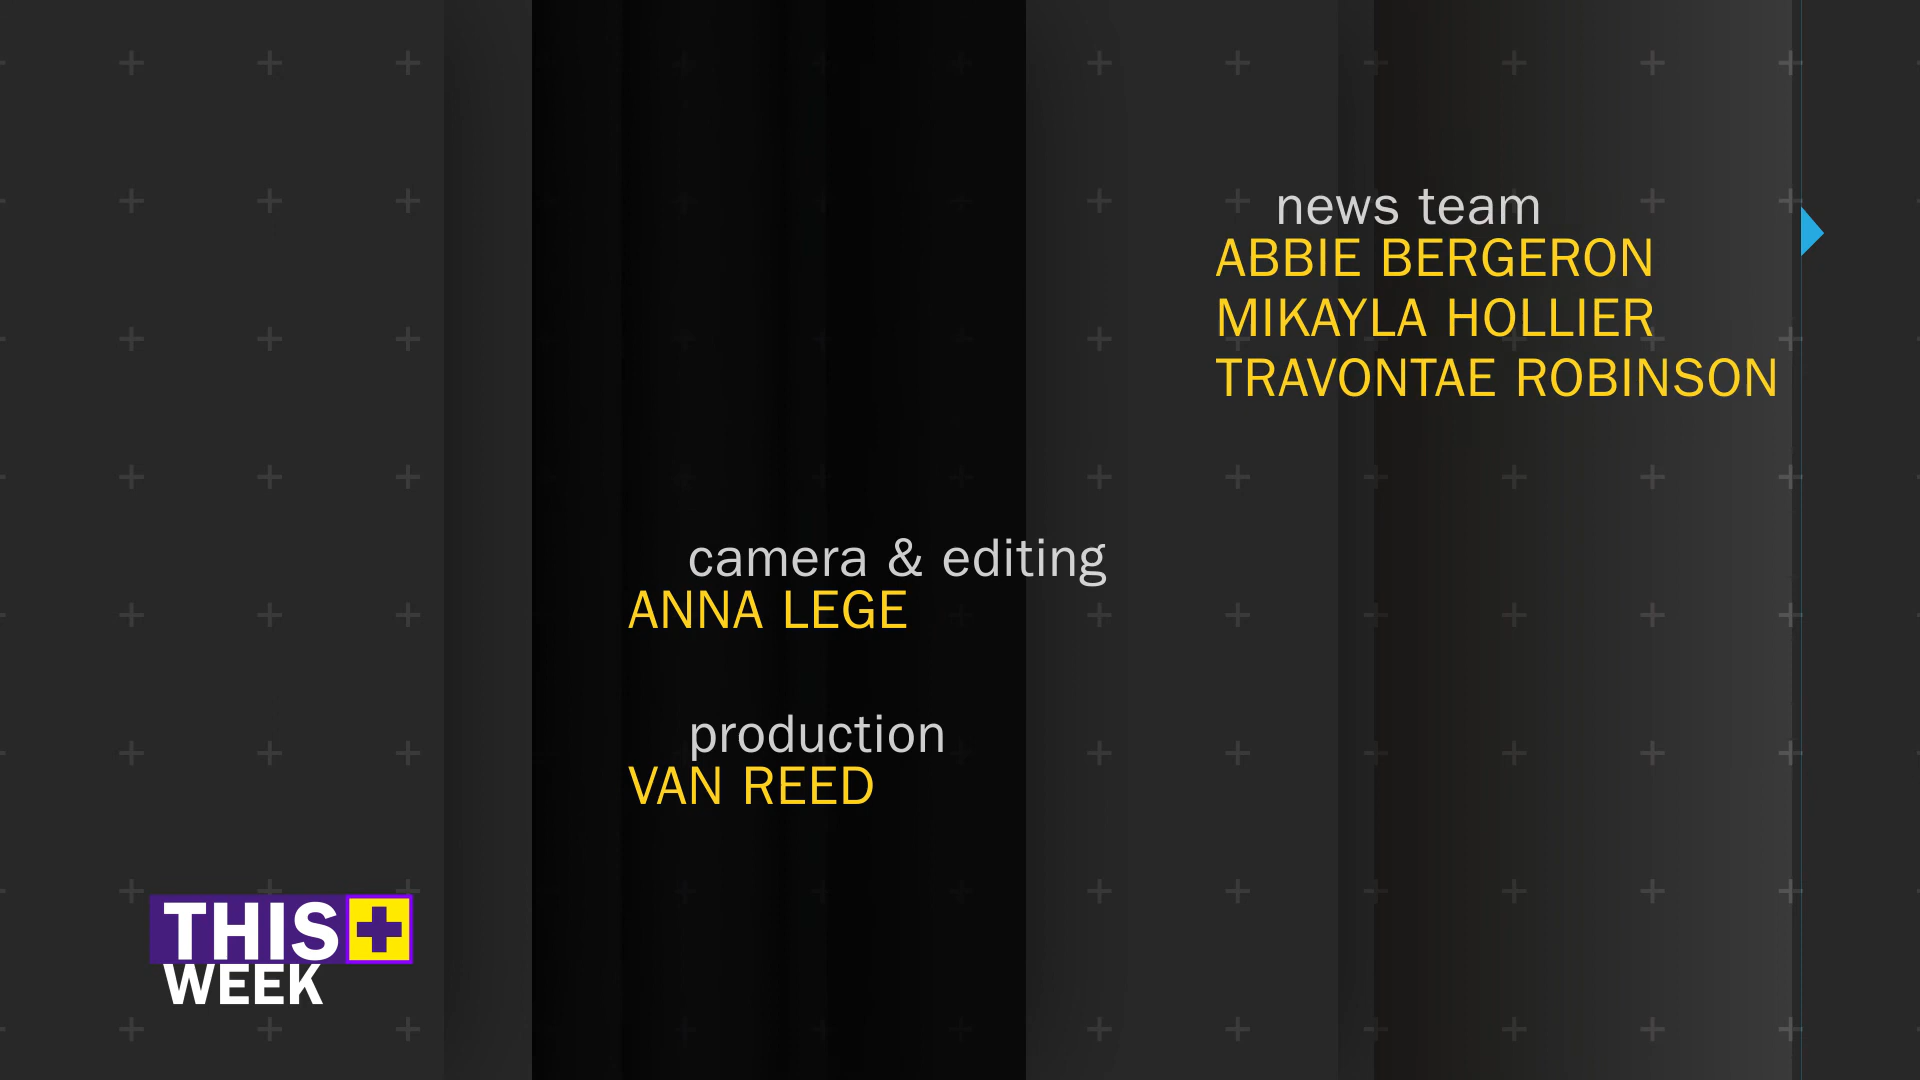 news team
ABBIE BERGERON
MIKAYLA HOLLIER
TRAVONTAE ROBINSON
camera & editing
ANNA LEGE
production
VAN REED
THIS+
WEEK